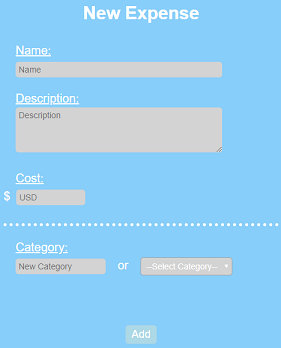 New Expense
Name:
Name
Description:
Description
Cost:
$ USD
Category:
New Category or --Select Category--
Add